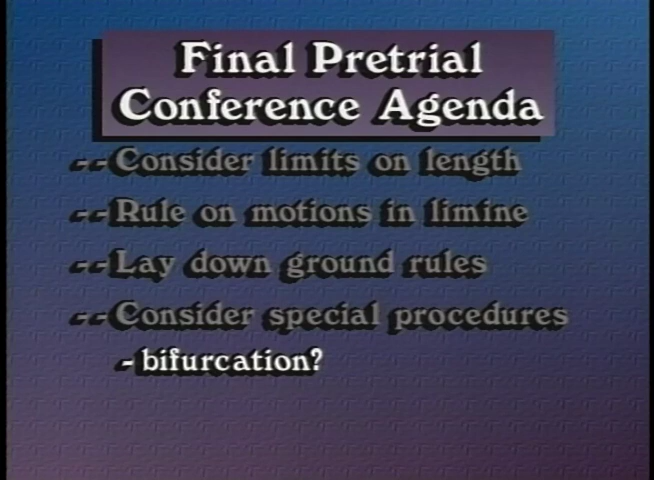 Final Pretrial
Conference Agenda
--Consider limits on length
--Rule on motions in limine
--Lay down ground rules
--Consider special procedures
- bifurcation?